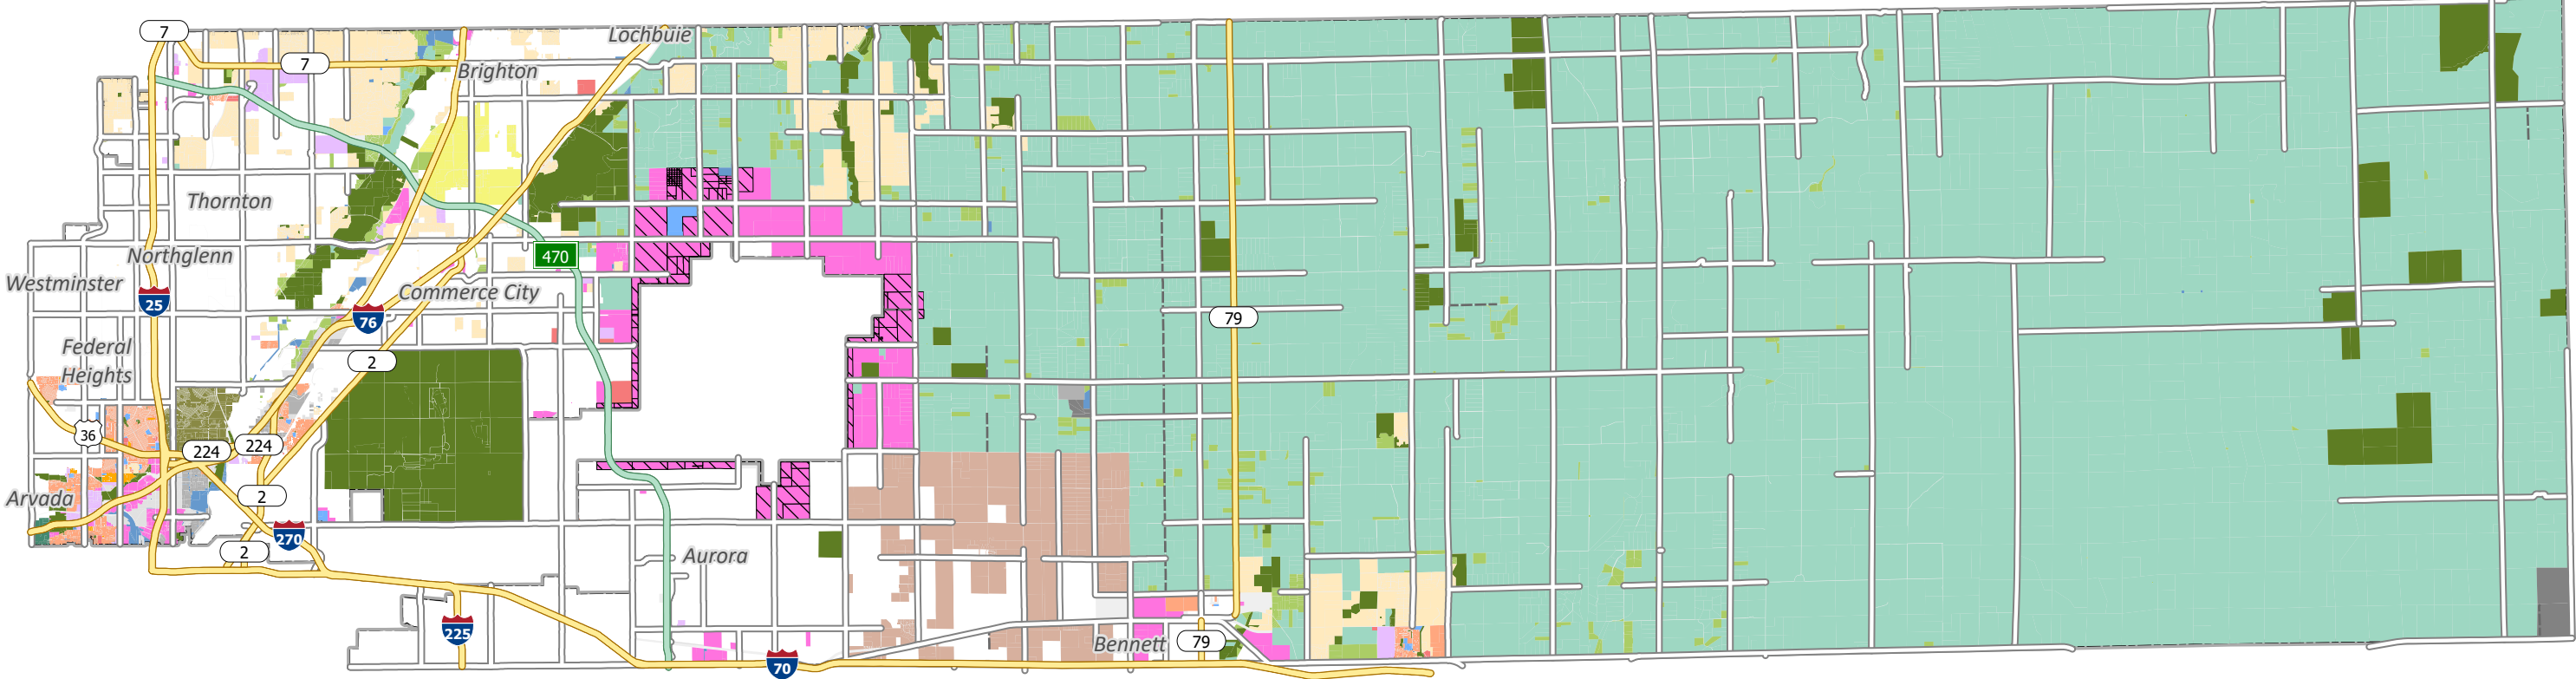 7
Lochbuie
7
Brighton
Thornton
Northglenn
470
Westminster
25
Commerce City
76
79
2
Federal
Heights
36
224
224
Arvada
2
270
2
Aurora
225
Bennett
79
70